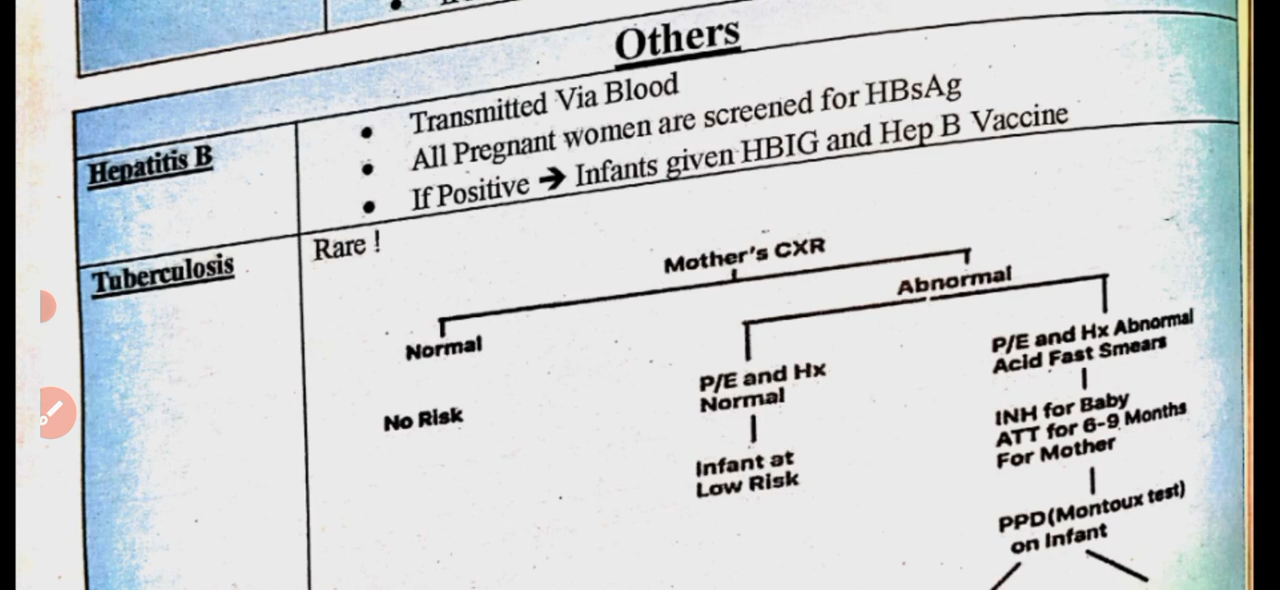 Others
Hepatitis B
Transmitted Via Blood
All Pregnant women are screened for HBsAg
If Positive → Infants given HBIG and Hep B Vaccine
Tuberculosis
Rare !
Mother's CXR
Normal
No Risk
Abnormal
P/E and Hx
Normal
Infant at
Low Risk
P/E and Hx Abnormal
Acid Fast Smears
INH for Baby
ATT for 6-9 Months
For Mother
PPD(Montoux test)
on Infant